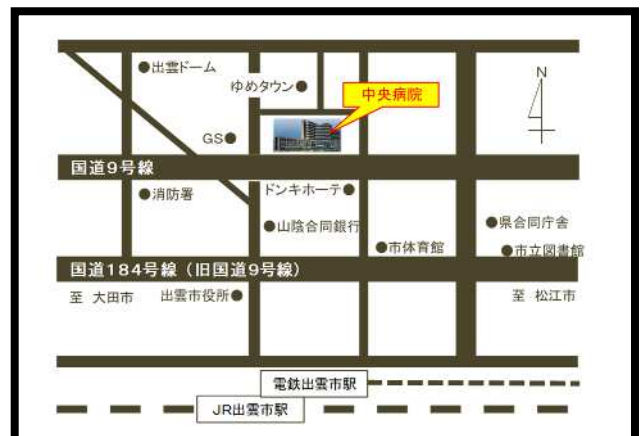 ●出雲ドーム
ゆめタウン●
中央病院
N
GS●
国道9号線
●消防署
ドンキホーテ●
●山陰合同銀行
●県合同庁舎
●市体育館
●市立図書館
国道184号線（旧国道9号線）
至 大田市
出雲市役所●
至 松江市
電鉄出雲市駅
JR出雲市駅